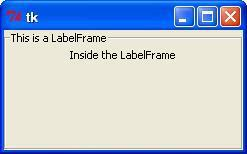 tk
This is a LabelFrame
Inside the LabelFrame